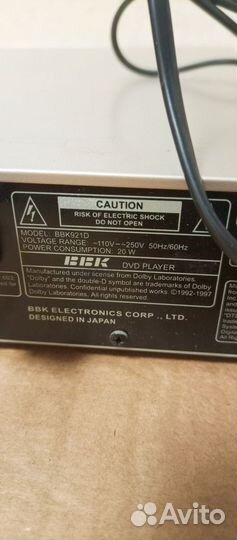 CAUTION
RISK OF ELECTRIC SHOCK
DO NOT OPEN
MODEL: BBK921D
VOLTAGE RANGE: ~110V~~250V 50Hz/60Hz
POWER CONSUMPTION: 20 W
BBK DVD PLAYER
Manufactured under license from Dolby Laboratories.
"Dolby" and the double-D symbol are trademarks of
Dolby Laboratories. Confidential unpublished works ©1992-1997
Dolby Laboratories. All rights reserved.
BBK ELECTRONICS CORP., LTD.
DESIGNED IN JAPAN
Avito